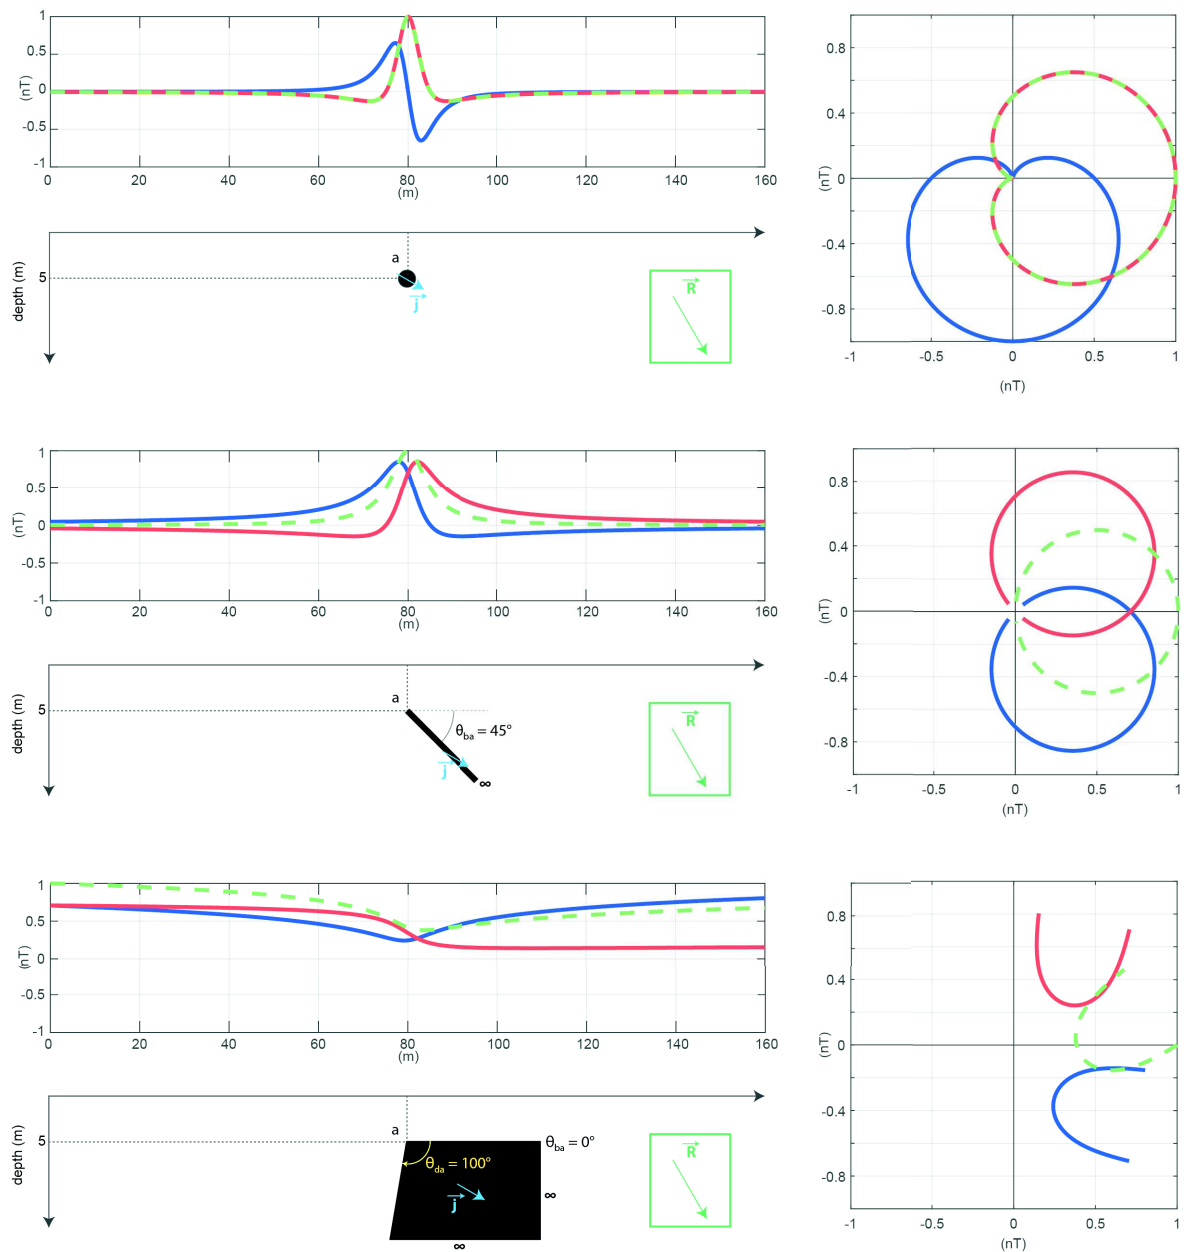 1
0.5
0
-0.5
-1
(nT)
0 20 40 60 80 100 120 140 160
(m)
0.8
0.4
0
-0.4
-0.8
(nT)
-1 -0.5 0 0.5 1
(nT)
depth (m)
5
a
j
R
1
0.5
0
-0.5
-1
(nT)
0 20 40 60 80 100 120 140 160
(m)
0.8
0.4
0
-0.4
-0.8
(nT)
-1 -0.5 0 0.5 1
(nT)
depth (m)
5
a
θba = 45°
j
∞
R
1
0.5
0
-0.5
-1
(nT)
0 20 40 60 80 100 120 140 160
(m)
0.8
0.4
0
-0.4
-0.8
(nT)
-1 -0.5 0 0.5 1
(nT)
depth (m)
5
a
θba = 0°
θda = 100°
j
∞
∞
R